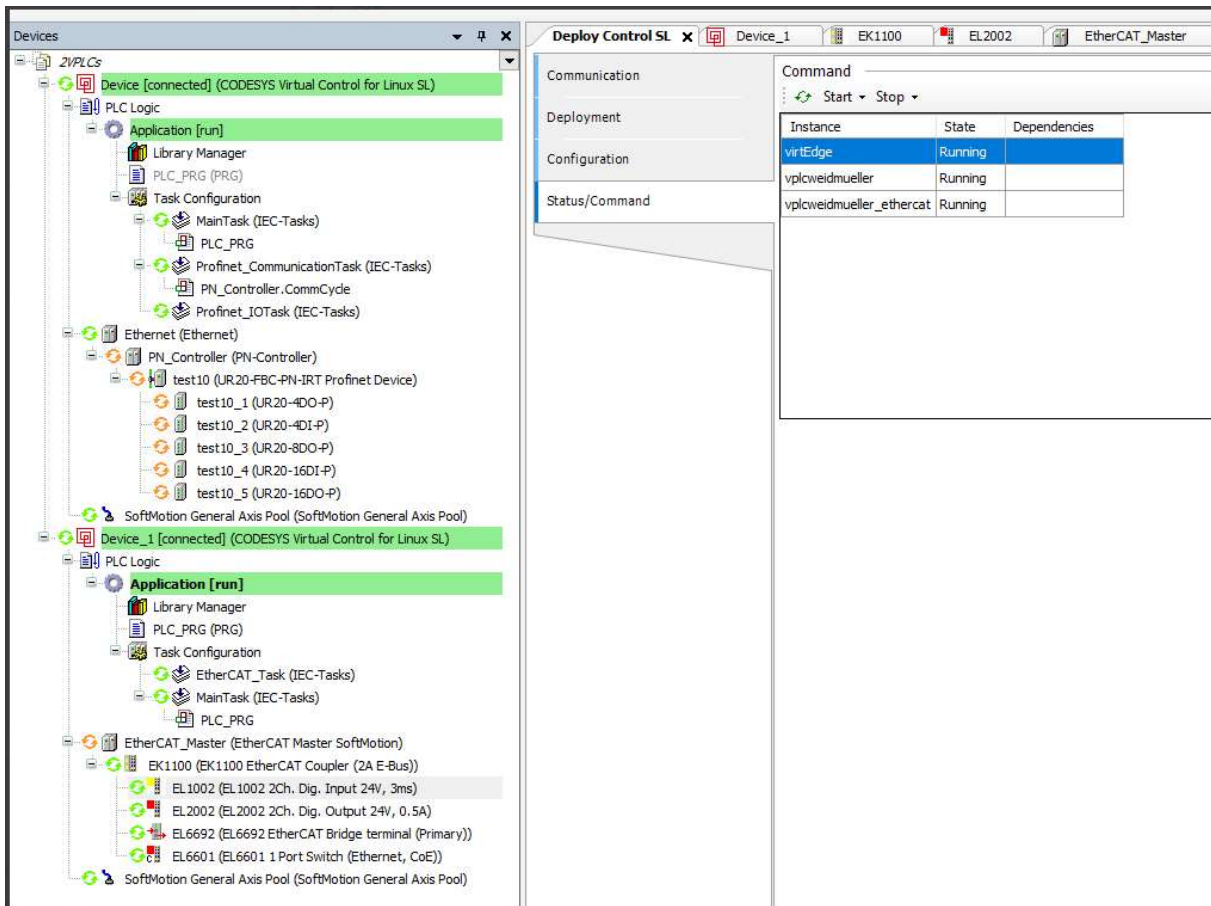 Devices
2VPLCs
Device [connected] (CODESYS Virtual Control for Linux SL)
PLC Logic
Application [run]
Library Manager
PLC_PRG (PRG)
Task Configuration
MainTask (IEC-Tasks)
PLC_PRG
Profinet_CommunicationTask (IEC-Tasks)
PN_Controller.CommCycle
Profinet_IOTask (IEC-Tasks)
Ethernet (Ethernet)
PN_Controller (PN-Controller)
test10 (UR20-FBC-PN-IRT Profinet Device)
test10_1 (UR20-4DO-P)
test10_2 (UR20-4DI-P)
test10_3 (UR20-8DO-P)
test10_4 (UR20-16DI-P)
test10_5 (UR20-16DO-P)
SoftMotion General Axis Pool (SoftMotion General Axis Pool)
Device_1 [connected] (CODESYS Virtual Control for Linux SL)
PLC Logic
Application [run]
Library Manager
PLC_PRG (PRG)
Task Configuration
EtherCAT_Task (IEC-Tasks)
MainTask (IEC-Tasks)
PLC_PRG
EtherCAT_Master (EtherCAT Master SoftMotion)
EK1100 (EK1100 EtherCAT Coupler (2A E-Bus))
EL1002 (EL1002 2Ch. Dig. Input 24V, 3ms)
EL2002 (EL2002 2Ch. Dig. Output 24V, 0.5A)
EL6692 (EL6692 EtherCAT Bridge terminal (Primary))
EL6601 (EL6601 1 Port Switch (Ethernet, CoE))
SoftMotion General Axis Pool (SoftMotion General Axis Pool)
Deploy Control SL Device_1 EK1100 EL2002 EtherCAT_Master
Communication
Deployment
Configuration
Status/Command
Command
Start Stop
Instance State Dependencies
virtEdge Running
vplcweidmueller Running
vplcweidmueller_ethercat Running